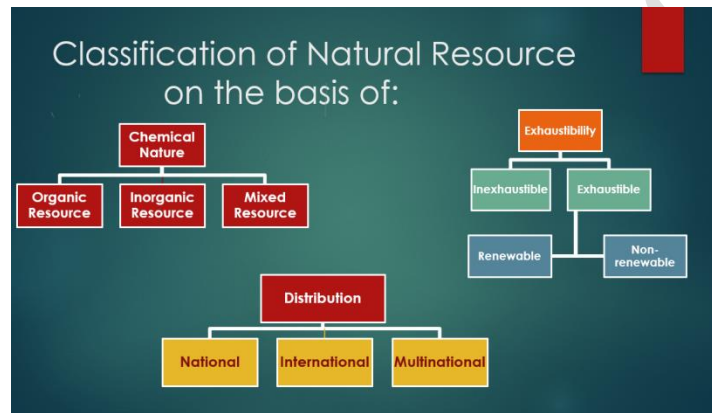 Classification of Natural Resource
on the basis of:
Chemical
Nature
Organic
Resource
Inorganic
Resource
Mixed
Resource
Exhaustibility
Inexhaustible
Exhaustible
Renewable
Non-
renewable
Distribution
National
International
Multinational